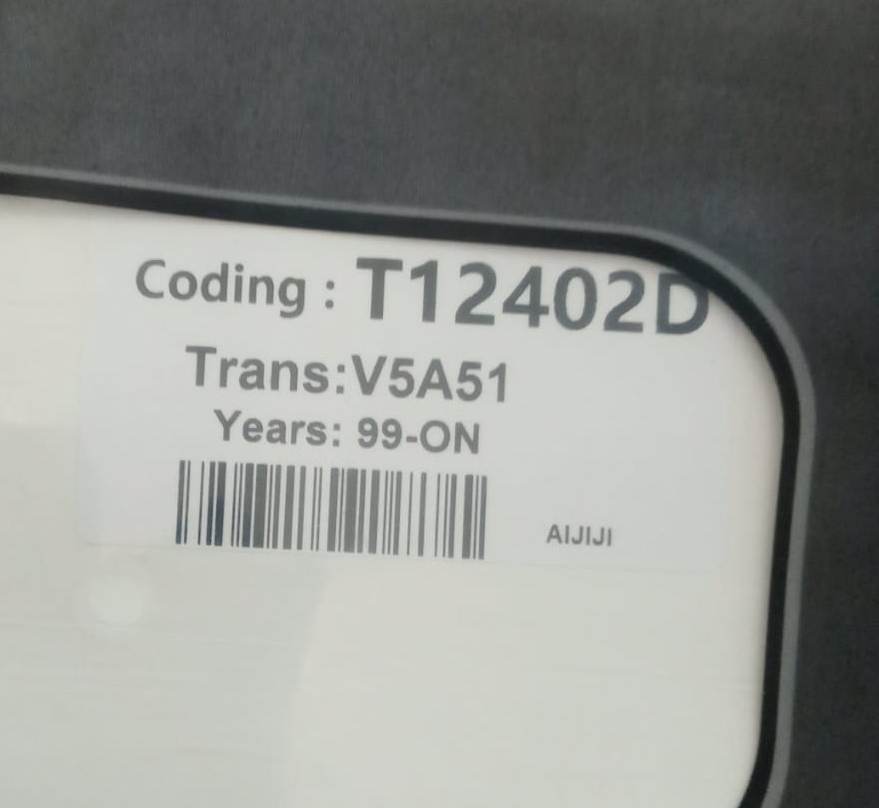 Coding : T12402D
Trans:V5A51
Years: 99-ON
AIJIJI